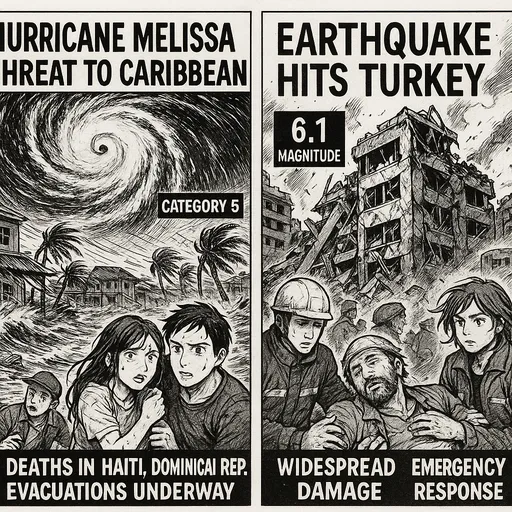 HURRICANE MELISSA
THREAT TO CARIBBEAN
CATEGORY 5
DEATHS IN HAITI, DOMINICAI REP.
EVACUATIONS UNDERWAY
EARTHQUAKE
HITS TURKEY
6.1
MAGNITUDE
WIDESPREAD
DAMAGE
EMERGENCY
RESPONSE